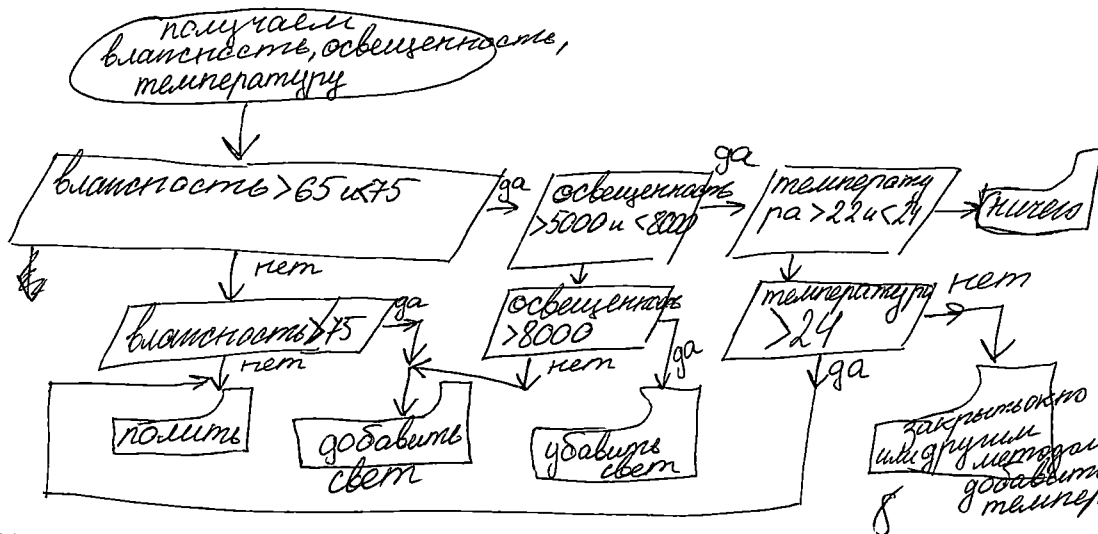 получаем
влажность, освещенность,
температуру
влажность >65 и <75
да
освещенность
>5000 и <8000
да
температу
ра >22 и <24
ничего
нет
влажность >75
да
освещенность
>8000
температура
>24
нет
нет
нет
да
да
полить
добавить
свет
убавить
свет
закрыть окно
или другим
методом
добавить
темпер